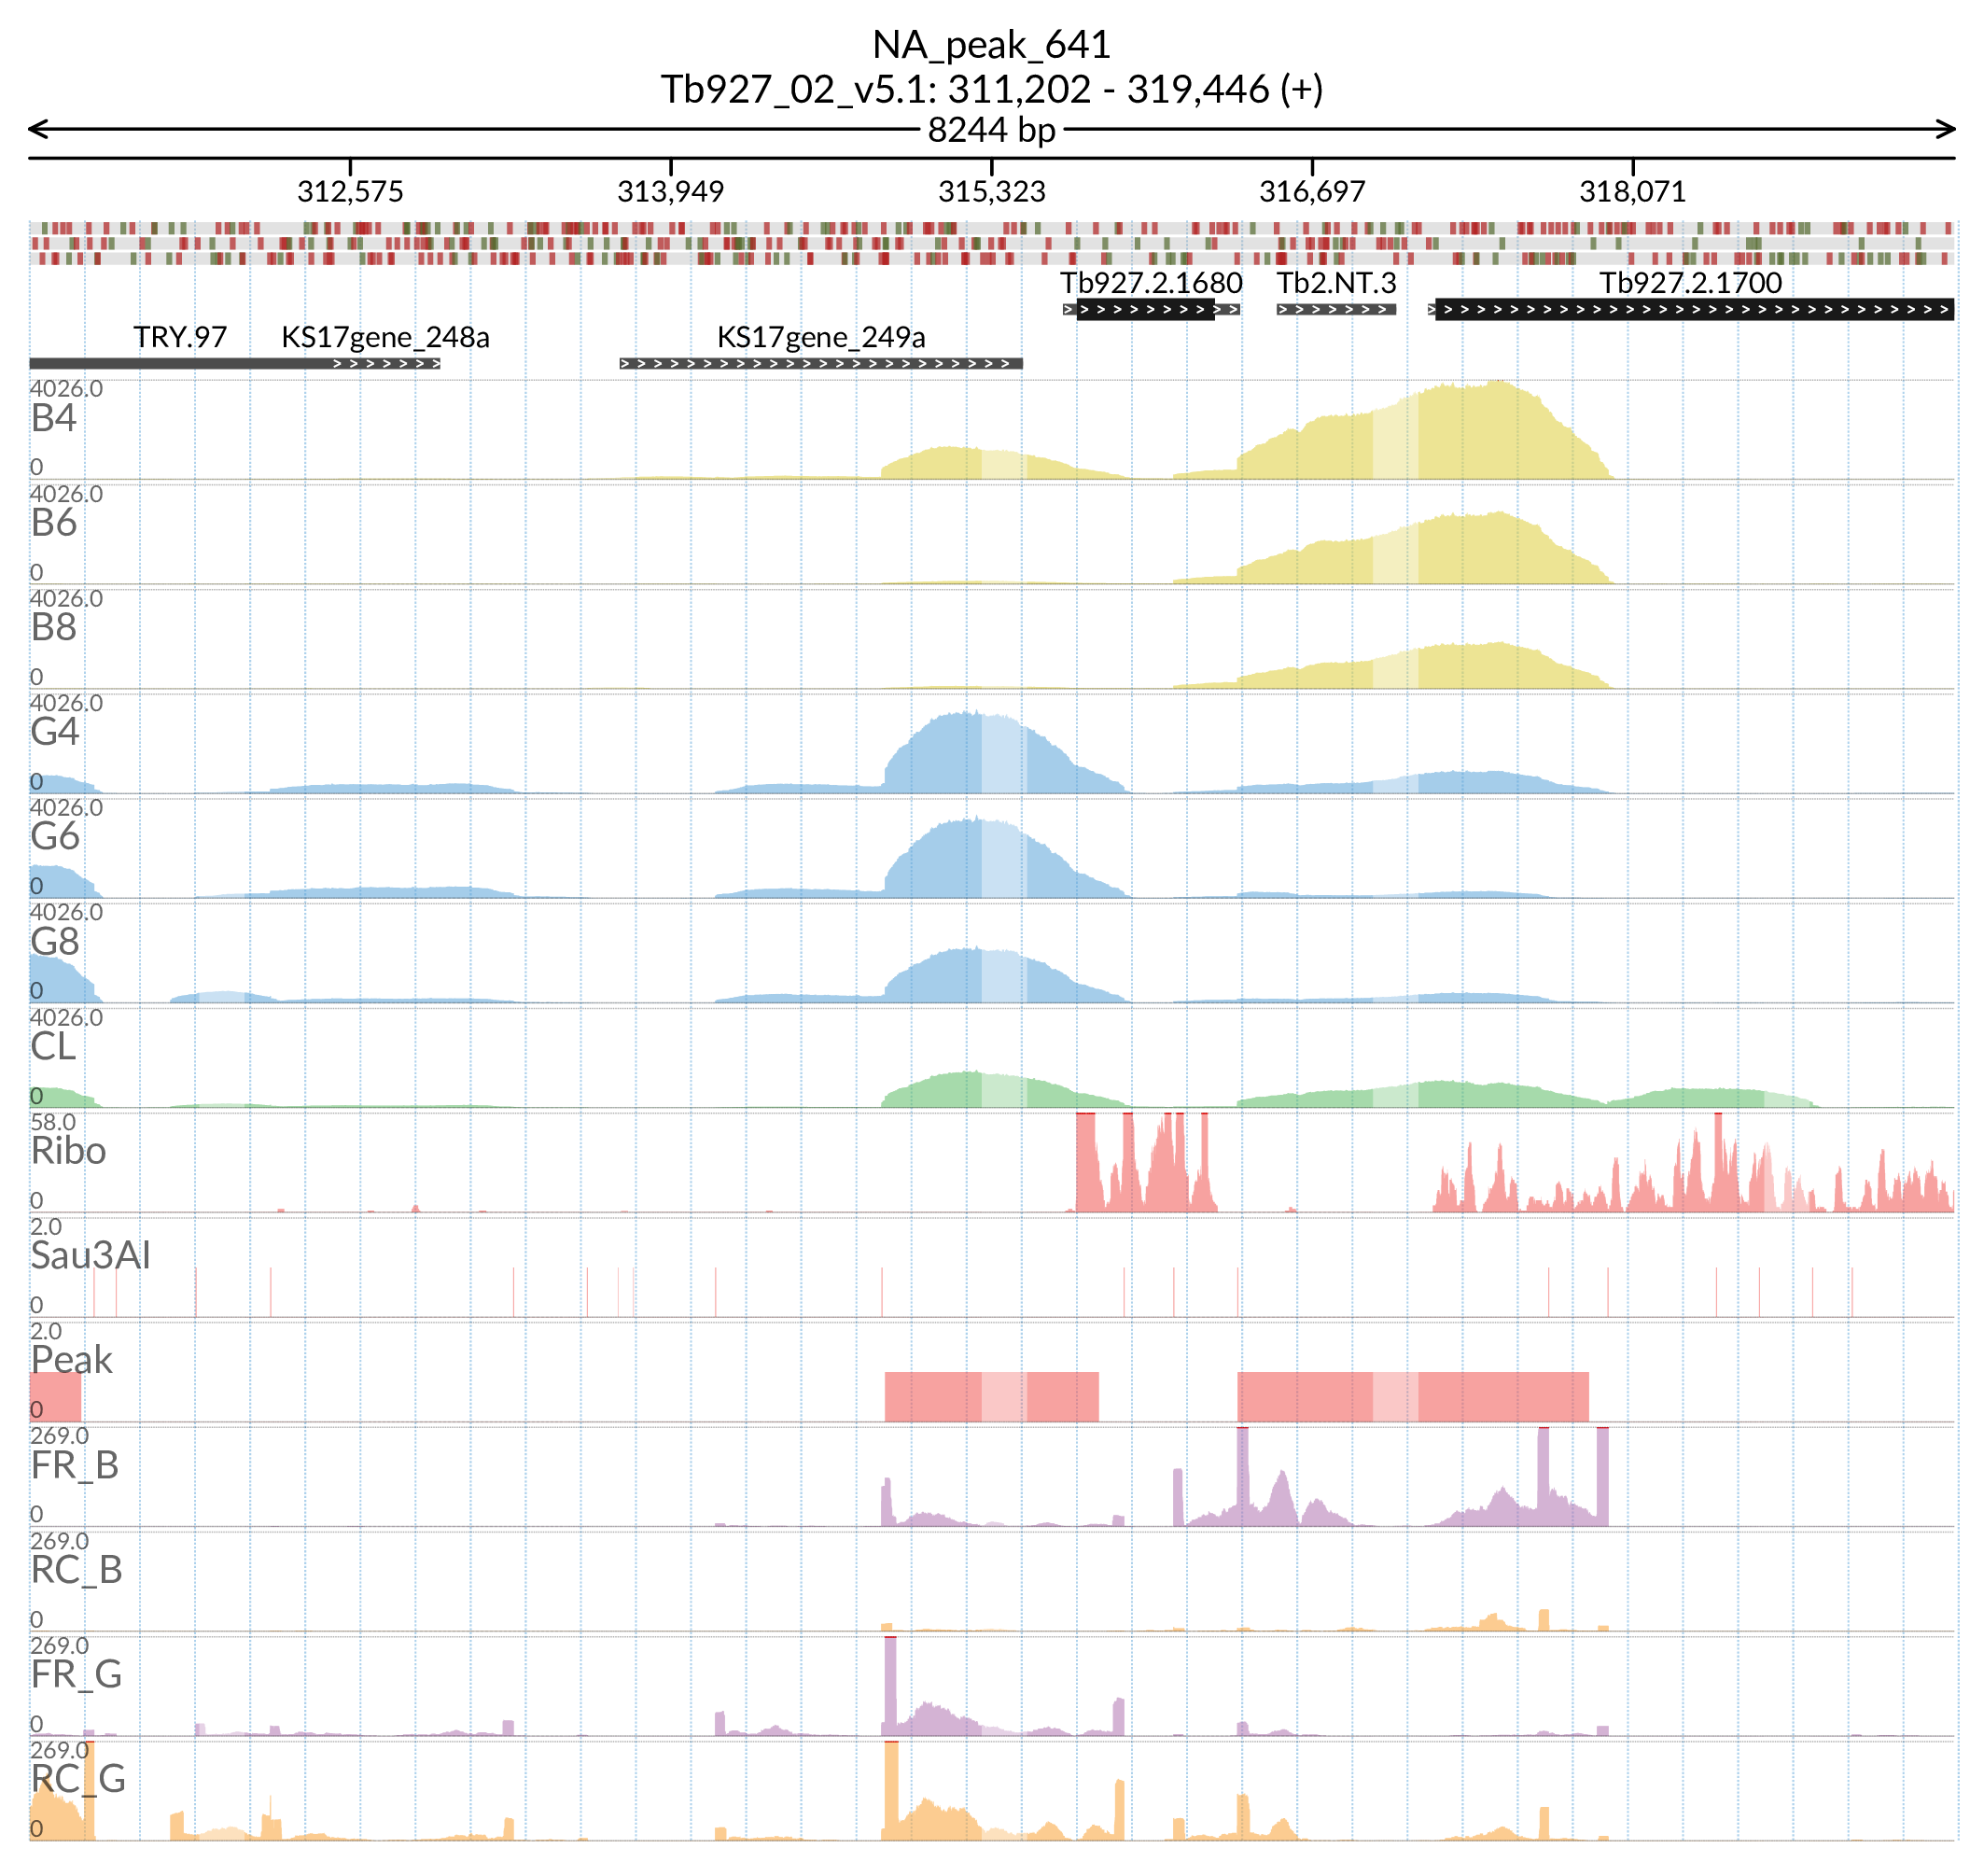 NA_peak_641
Tb927_02_v5.1: 311,202 - 319,446 (+)
8244 bp
312,575 313,949 315,323 316,697 318,071
Tb927.2.1680 Tb2.NT.3 Tb927.2.1700
TRY.97 KS17gene_248a KS17gene_249a
4026.0
B4
0
4026.0
B6
0
4026.0
B8
0
4026.0
G4
0
4026.0
G6
0
4026.0
G8
0
4026.0
CL
0
58.0
Ribo
0
2.0
Sau3AI
0
2.0
Peak
0
269.0
FR_B
0
269.0
RC_B
0
269.0
FR_G
0
269.0
RC_G
0